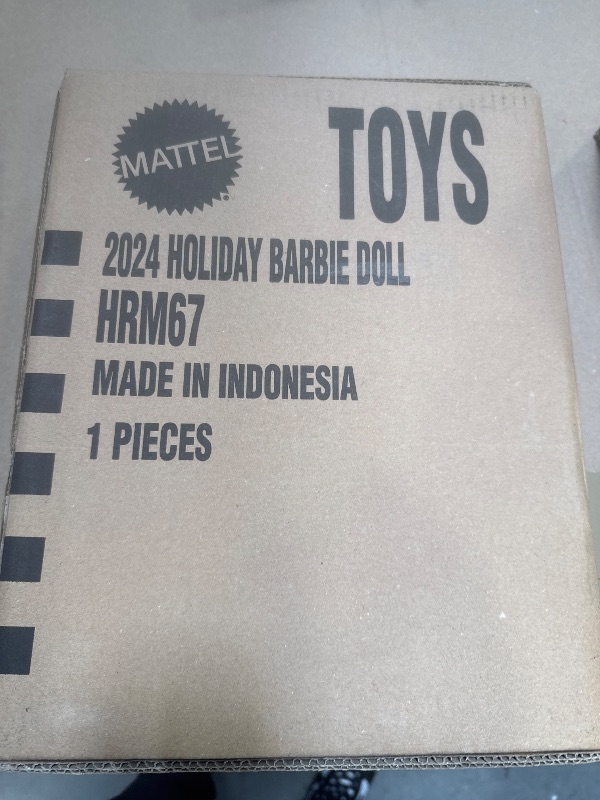 MATTEL
TOYS
2024 HOLIDAY BARBIE DOLL
HRM67
MADE IN INDONESIA
1 PIECES